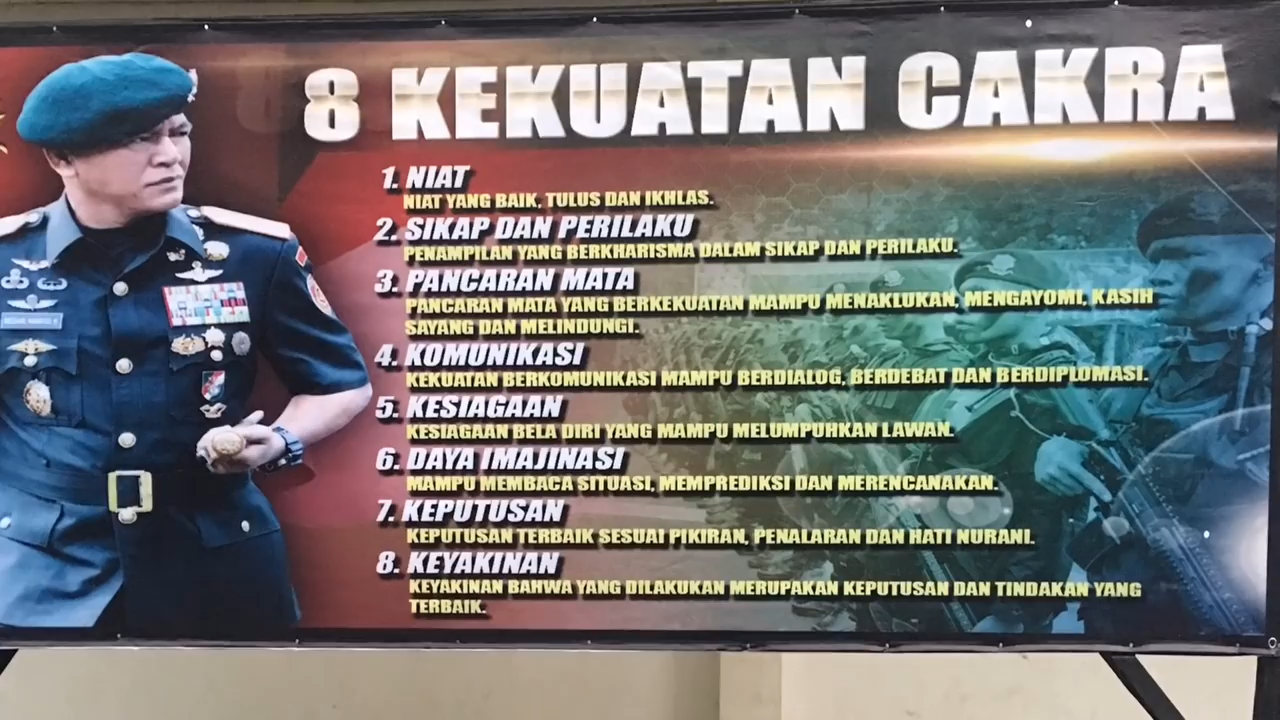 8 KEKUATAN CAKRA
1. NIAT
NIAT YANG BAIK, TULUS DAN IKHLAS.
2. SIKAP DAN PERILAKU
PENAMPILAN YANG BERKHARISMA DALAM SIKAP DAN PERILAKU.
3. PANCARAN MATA
PANCARAN MATA YANG BERKEKUATAN MAMPU MENAKLUKAN, MENGAYOMI, KASIH
SAYANG DAN MELINDUNGI.
4. KOMUNIKASI
KEKUATAN BERKOMUNIKASI MAMPU BERDIALOG, BERDEBAT DAN BERDIPLOMASI.
5. KESIAGAAN
KESIAGAAN BELA DIRI YANG MAMPU MELUMPUHKAN LAWAN.
6. DAYA IMAJINASI
MAMPU MEMBACA SITUASI, MEMPREDIKSI DAN MERENCANAKAN.
7. KEPUTUSAN
KEPUTUSAN TERBAIK SESUAI PIKIRAN, PENALARAN DAN HATI NURANI.
8. KEYAKINAN
KEYAKINAN BAHWA YANG DILAKUKAN MERUPAKAN KEPUTUSAN DAN TINDAKAN YANG
TERBAIK.